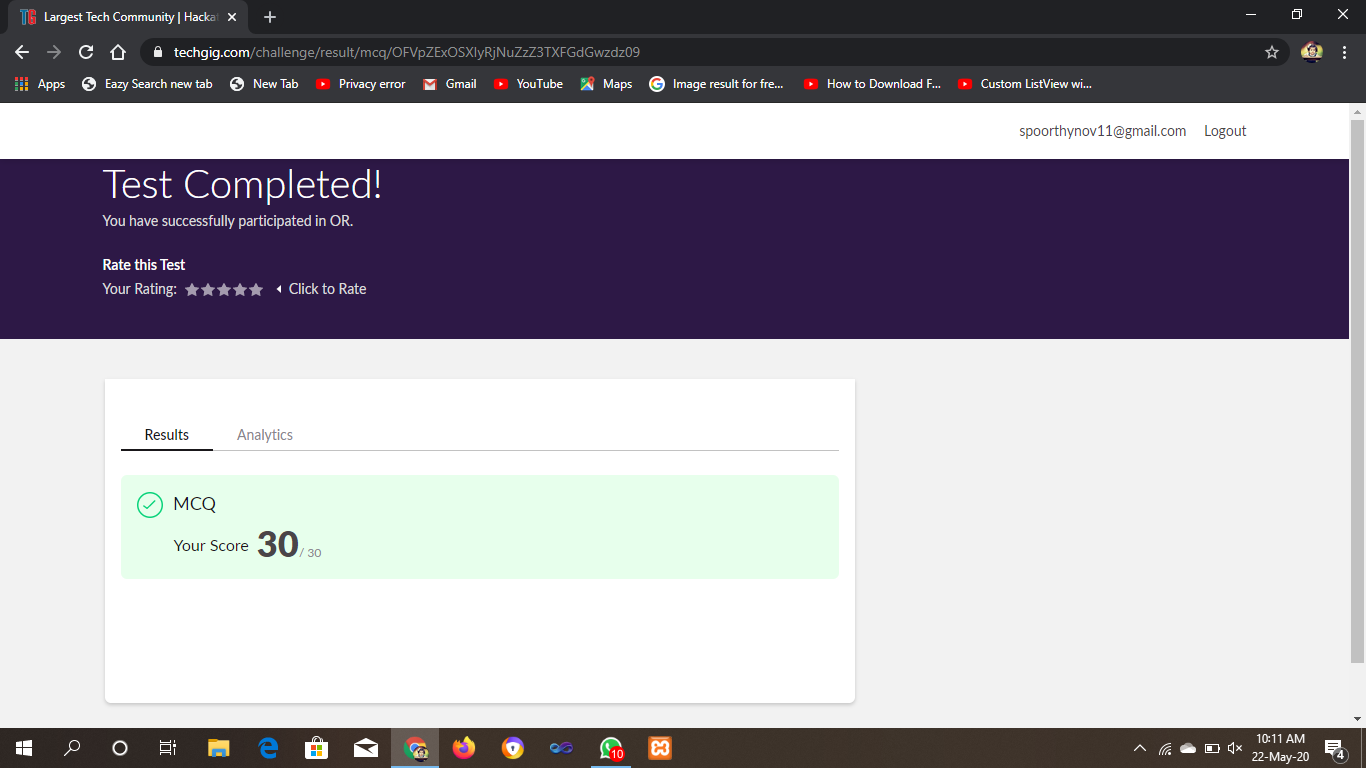 Largest Tech Community | Hacka
techgig.com/challenge/result/mcq/OFVpZExOSXlyRjNuZzZ3TXFGdGwzdz09
Apps Eazy Search new tab New Tab Privacy error Gmail YouTube Maps Image result for fre... How to Download F... Custom ListView wi...
spoorthynov11@gmail.com Logout
Test Completed!
You have successfully participated in OR.
Rate this Test
Your Rating: Click to Rate
Results Analytics
MCQ
Your Score 30 / 30
10:11 AM
22-May-20
10
4